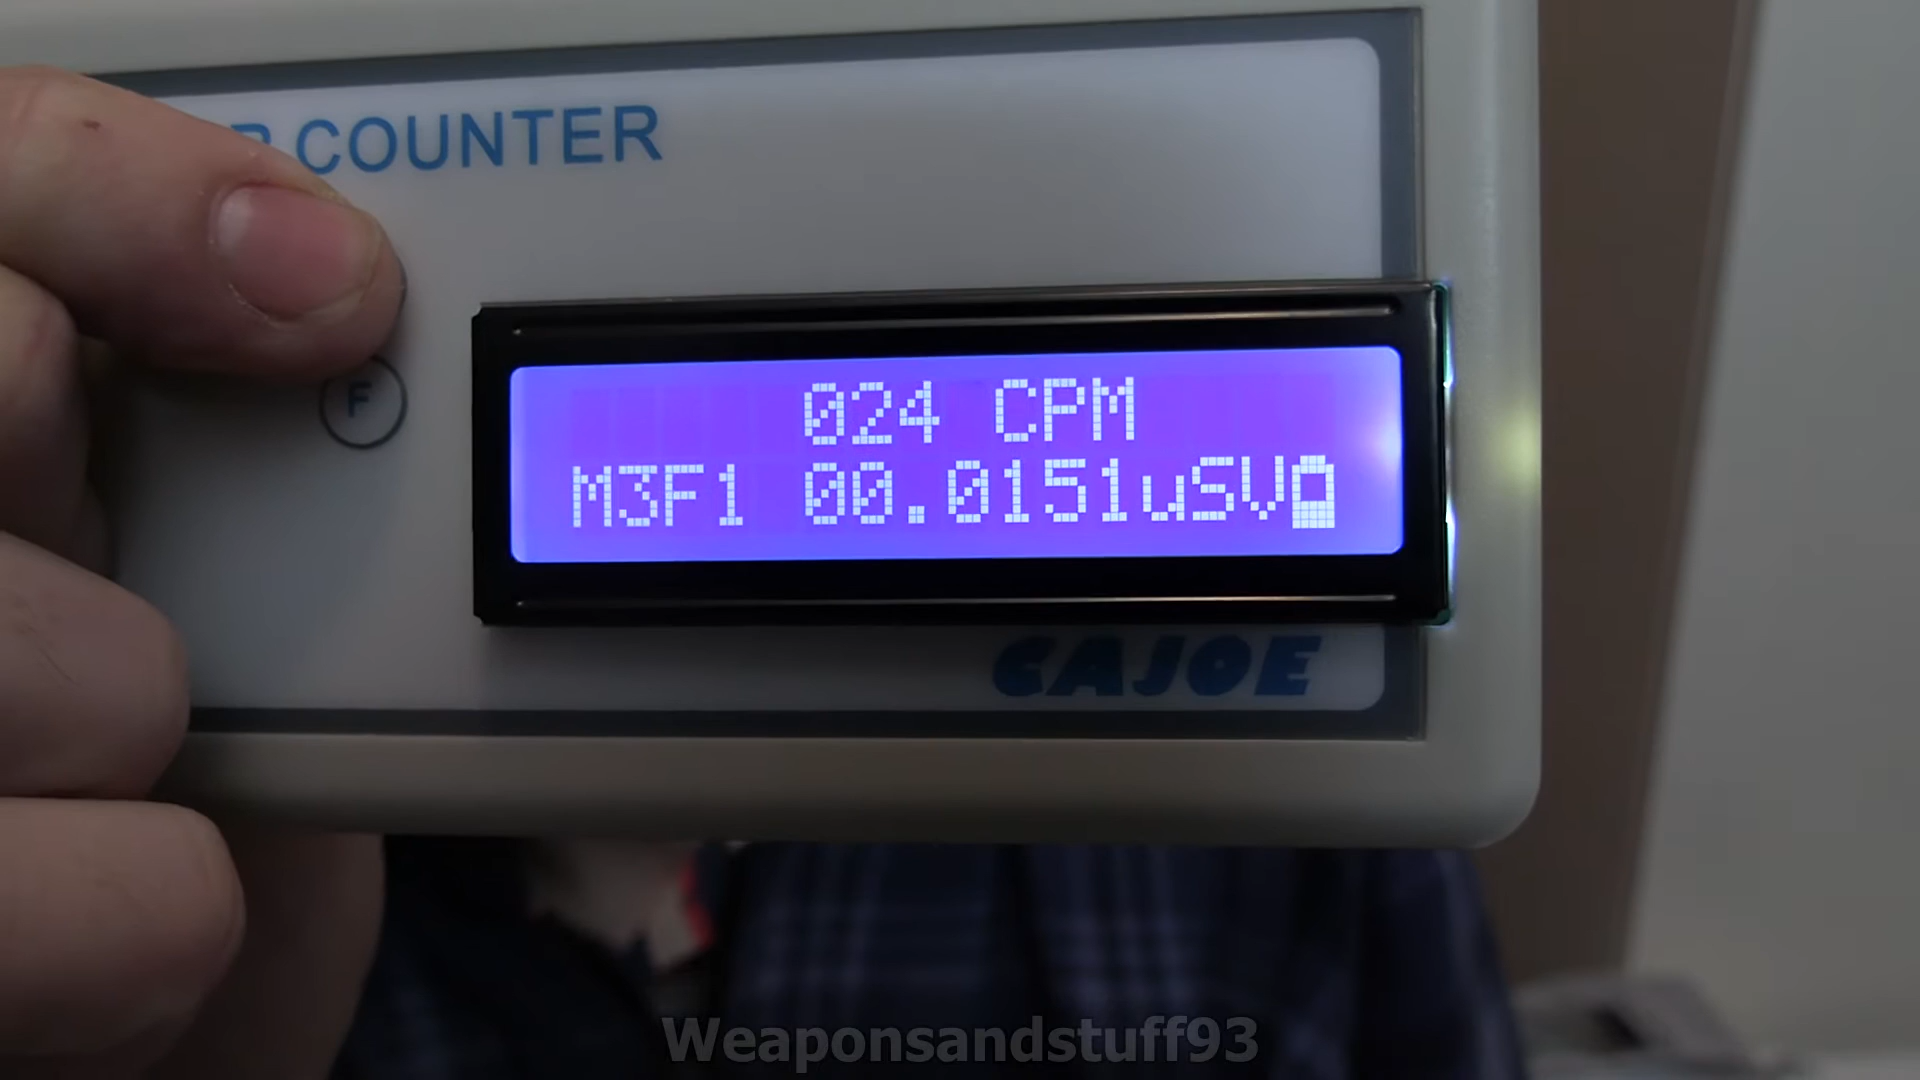 COUNTER
F
024 CPM
M3F1 00.0151uSV
CAJOE
Weaponsandstuff93